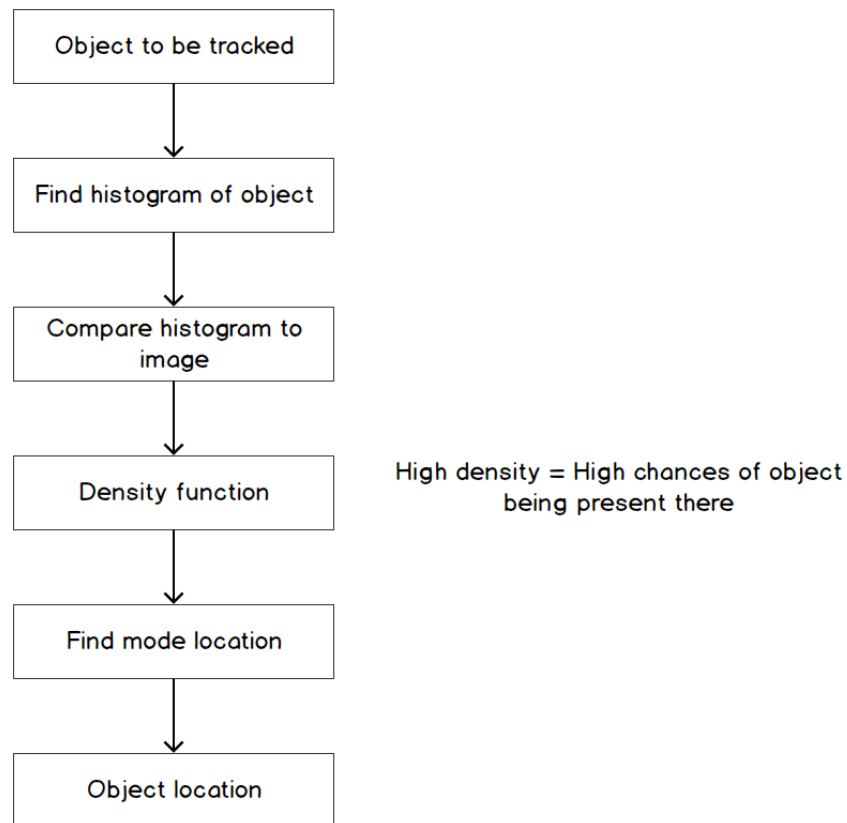 Object to be tracked
Find histogram of object
Compare histogram to
image
Density function
High density = High chances of object
being present there
Find mode location
Object location